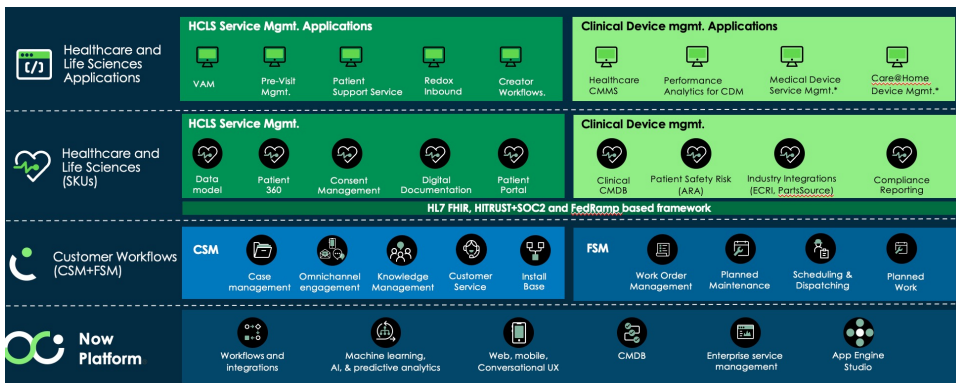 Healthcare and
Life Sciences
Applications
HCLS Service Mgmt. Applications
VAM
Pre-Visit
Mgmt.
Patient
Support Service
Redox
Inbound
Creator
Workflows.
Clinical Device mgmt. Applications
Healthcare
CMMS
Performance
Analytics for CDM
Medical Device
Service Mgmt.*
Care@Home
Device Mgmt.*
Healthcare and
Life Sciences
(SKUs)
HCLS Service Mgmt.
Data
model
Patient
360
Consent
Management
Digital
Documentation
Patient
Portal
Clinical Device mgmt.
Clinical
CMDB
Patient Safety Risk
(ARA)
Industry Integrations
(ECRI, PartsSource)
Compliance
Reporting
HL7 FHIR, HITRUST+SOC2 and FedRamp based framework
Customer Workflows
(CSM+FSM)
CSM
Case
management
Omnichannel
engagement
Knowledge
Management
Customer
Service
Install
Base
FSM
Work Order
Management
Planned
Maintenance
Scheduling &
Dispatching
Planned
Work
Now
Platform
Workflows and
integrations
Machine learning,
AI, & predictive analytics
Web, mobile,
Conversational UX
CMDB
Enterprise service
management
App Engine
Studio